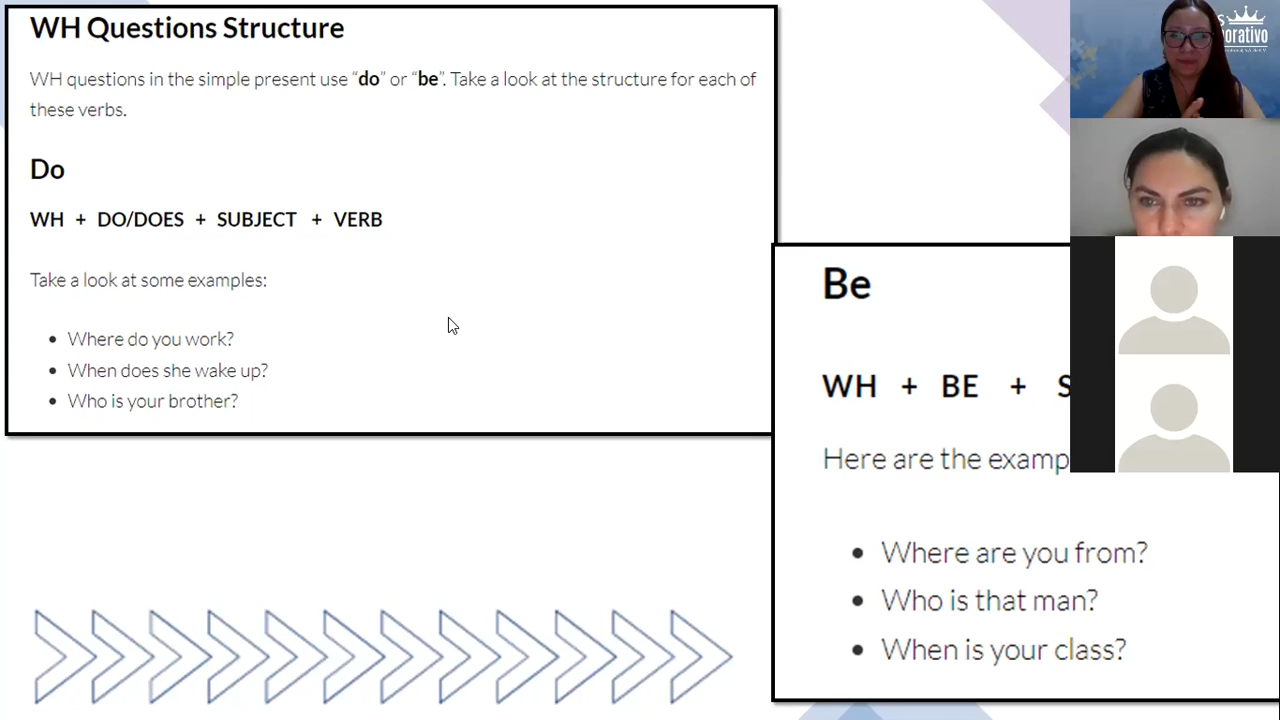 WH Questions Structure
WH questions in the simple present use “do” or “be”. Take a look at the structure for each of
these verbs.
Do
WH + DO/DOES + SUBJECT + VERB
Take a look at some examples:
• Where do you work?
• When does she wake up?
• Who is your brother?
Be
WH + BE + S
Here are the examp
• Where are you from?
• Who is that man?
• When is your class?
S
orativo